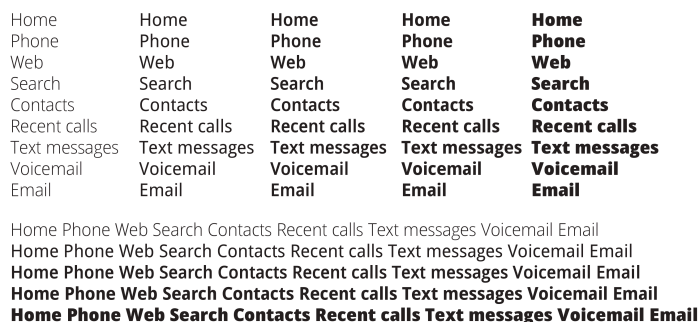 Home Home Home Home Home
Phone Phone Phone Phone Phone
Web Web Web Web Web
Search Search Search Search Search
Contacts Contacts Contacts Contacts Contacts
Recent calls Recent calls Recent calls Recent calls Recent calls
Text messages Text messages Text messages Text messages Text messages
Voicemail Voicemail Voicemail Voicemail Voicemail
Email Email Email Email Email
Home Phone Web Search Contacts Recent calls Text messages Voicemail Email
Home Phone Web Search Contacts Recent calls Text messages Voicemail Email
Home Phone Web Search Contacts Recent calls Text messages Voicemail Email
Home Phone Web Search Contacts Recent calls Text messages Voicemail Email
Home Phone Web Search Contacts Recent calls Text messages Voicemail Email